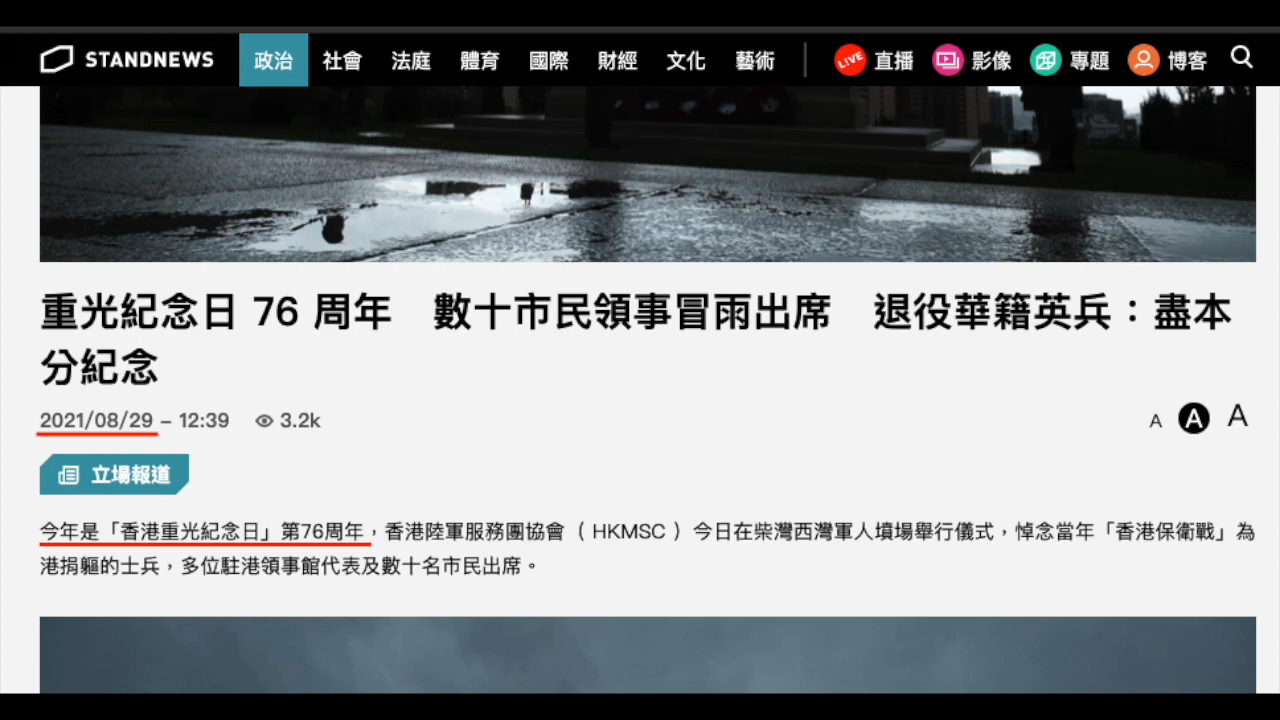 STANDNEWS 政治 社會 法庭 體育 國際 財經 文化 藝術 LIVE 直播 影像 專題 博客
重光紀念日 76 周年　數十市民領事冒雨出席　退役華籍英兵：盡本
分紀念
2021/08/29 – 12:39 3.2k A A A
立場報道
今年是「香港重光紀念日」第76周年，香港陸軍服務團協會（ HKMSC ）今日在柴灣西灣軍人墳場舉行儀式，悼念當年「香港保衛戰」為
港捐軀的士兵，多位駐港領事館代表及數十名市民出席。